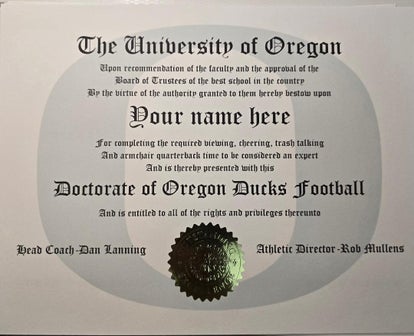 The University of Oregon
Upon recommendation of the faculty and the approval of the
Board of Trustees of the best school in the country
By the virtue of the authority granted to them hereby bestow upon
Your name here
For completing the required viewing, cheering, trash talking
And armchair quarterback time to be considered an expert
And is thereby presented with this
Doctorate of Oregon Ducks Football
And is entitled to all of the rights and privileges thereunto
Head Coach-Dan Lanning
Athletic Director-Rob Mullens